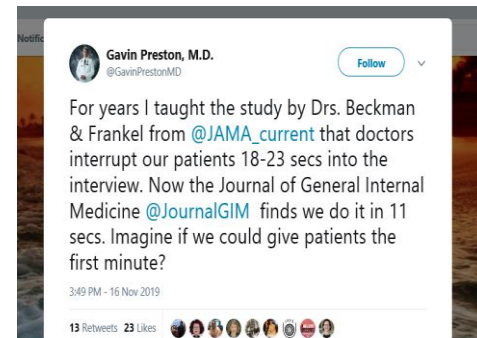 Notific
Gavin Preston, M.D.
@GavinPrestonMD
Follow
For years I taught the study by Drs. Beckman
& Frankel from @JAMA_current that doctors
interrupt our patients 18-23 secs into the
interview. Now the Journal of General Internal
Medicine @JournalGIM finds we do it in 11
secs. Imagine if we could give patients the
first minute?
3:49 PM - 16 Nov 2019
13 Retweets 23 Likes